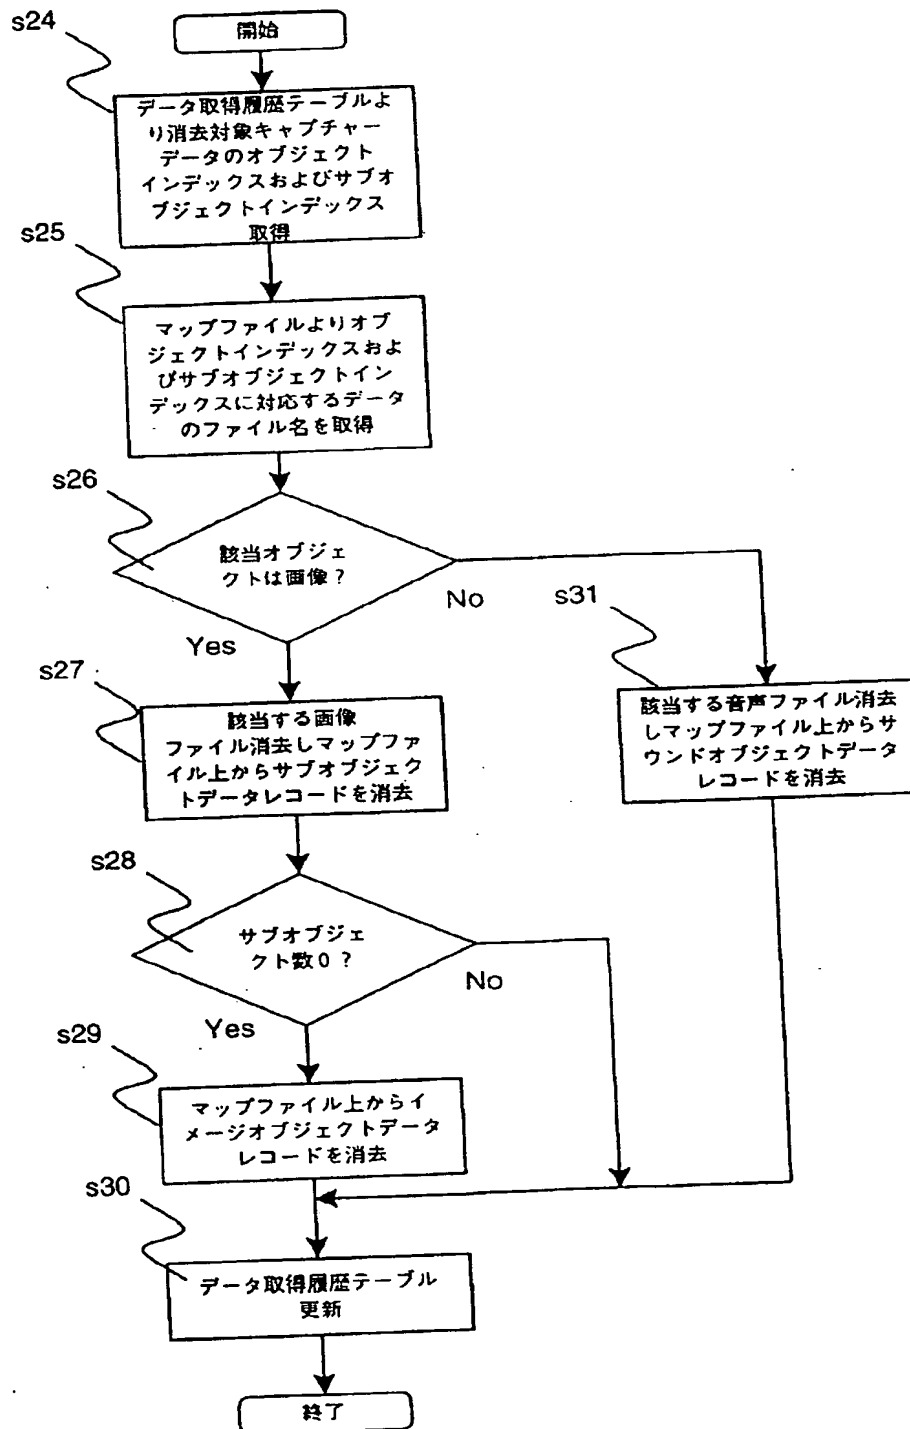 s24
開始
データ取得履歴テーブルよ
り消去対象キャプチャー
データのオブジェクト
インデックスおよびサブオ
ブジェクトインデックス
取得
s25
マップファイルよりオブ
ジェクトインデックスおよ
びサブオブジェクトイン
デックスに対応するデータ
のファイル名を取得
s26
該当オブジェ
クトは画像?
No
Yes
s31
該当する音声ファイル消去
しマップファイル上からサ
ウンドオブジェクトデータ
レコードを消去
s27
該当する画像
ファイル消去しマップファ
イル上からサブオブジェク
トデータレコードを消去
s28
サブオブジェ
クト数0?
No
Yes
s29
マップファイル上からイ
メージオブジェクトデータ
レコードを消去
s30
データ取得履歴テーブル
更新
終了